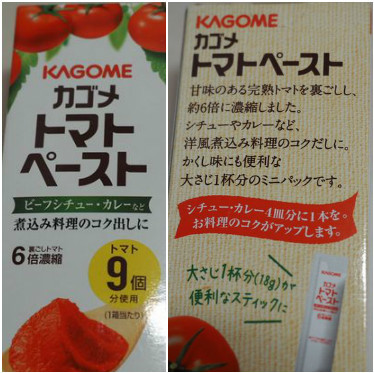 KAGOME
カゴメ
トマト
ペースト
ビーフシチュー・カレーなど
煮込み料理のコク出しに
裏ごしトマト
6倍濃縮
トマト
9個
分使用
(1箱当たり)
KAGOME
カゴメ
トマトペースト
甘味のある完熟トマトを裏ごしし、
約6倍に濃縮しました。
シチューやカレーなど、
洋風煮込み料理のコクだしに。
かくし味にも便利な
大さじ1杯分のミニパックです。
シチュー・カレー4皿分に1本を。
お料理のコクがアップします。
大さじ1杯分(18g)が
便利なスティックに
KAGOME
カゴメ
トマト
ペースト